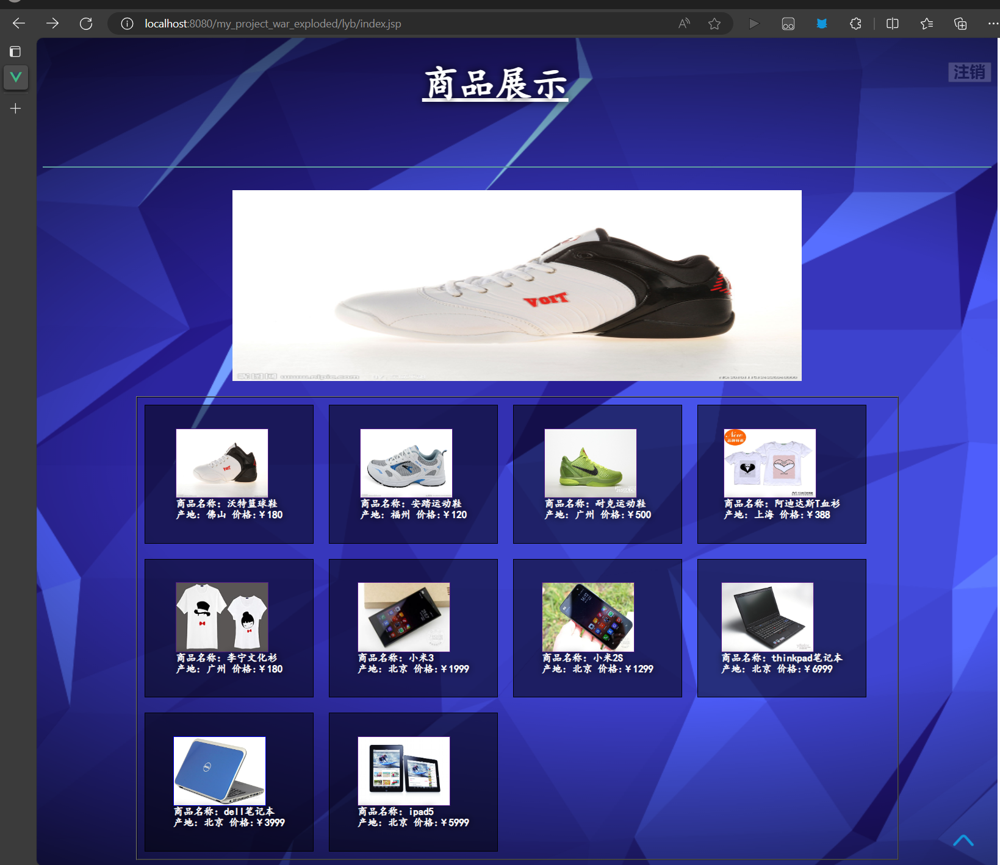 localhost:8080/my_project_war_exploded/lyb/index.jsp
商品展示
注销
VOIT
商品名称：沃特篮球鞋
产地：佛山 价格:￥180
商品名称：安踏运动鞋
产地：福州 价格:￥120
商品名称：耐克运动鞋
产地：广州 价格:￥500
New
商品名称：阿迪达斯T血衫
产地：上海 价格:￥388
商品名称：李宁文化衫
产地：广州 价格:￥180
商品名称：小米3
产地：北京 价格:￥1999
商品名称：小米2S
产地：北京 价格:￥1299
商品名称：thinkpad笔记本
产地：北京 价格:￥6999
商品名称：dell笔记本
产地：北京 价格:￥3999
商品名称：ipad5
产地：北京 价格:￥5999